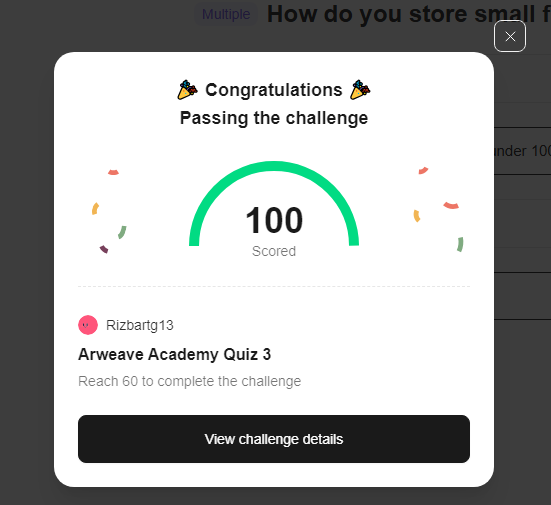 Multiple How do you store small f
Congratulations
Passing the challenge
under 100
100
Scored
Rizbartg13
Arweave Academy Quiz 3
Reach 60 to complete the challenge
View challenge details